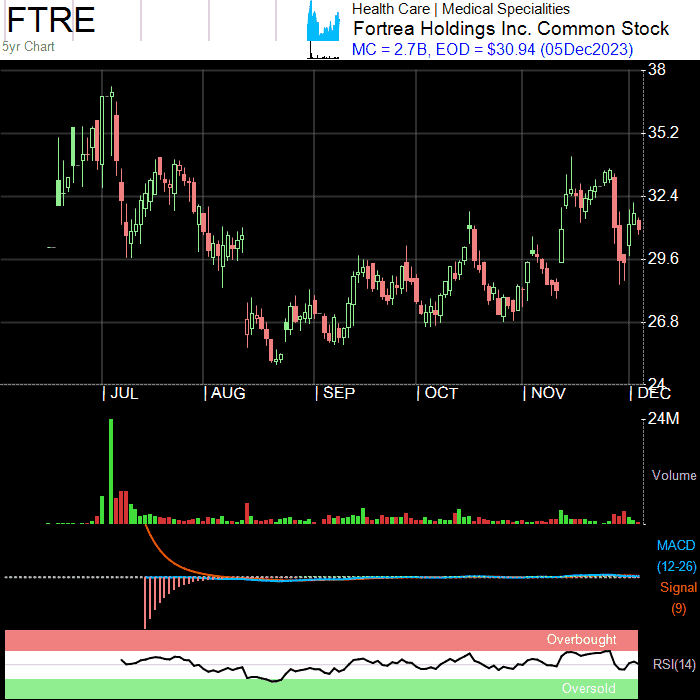 FTRE
5yr Chart
Health Care | Medical Specialities
Fortrea Holdings Inc. Common Stock
MC = 2.7B, EOD = $30.94 (05Dec2023)
38
35.2
32.4
29.6
26.8
24
JUL AUG SEP OCT NOV DEC
24M
Volume
MACD
(12-26)
Signal
(9)
Overbought
RSI(14)
Oversold